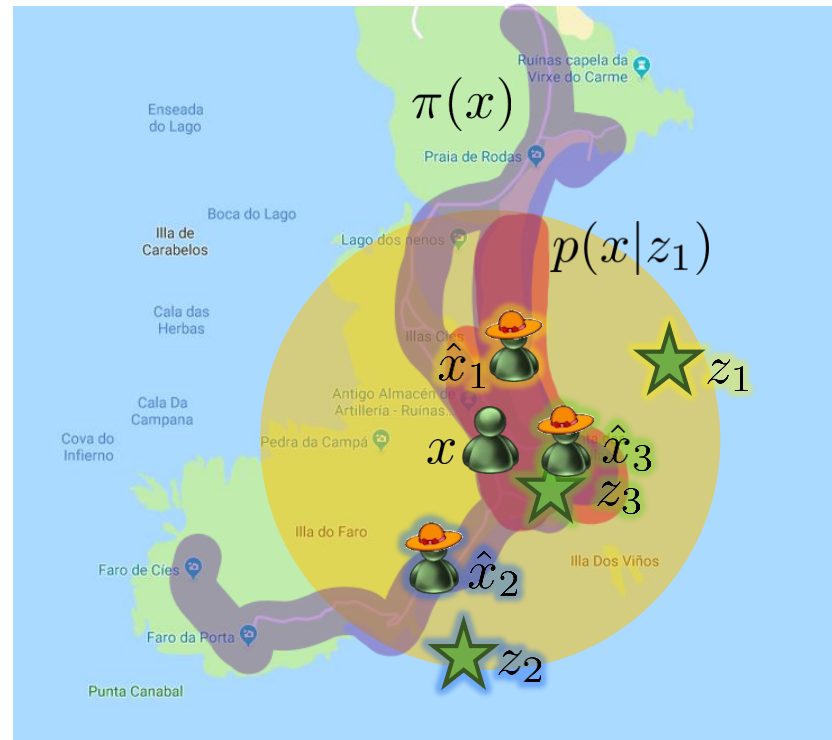 Ruínas capela da
Virxe do Carme
π(x)
Enseada
do Lago
Praia de Rodas
Boca do Lago
Illa de
Carabelos
Lago dos nenos
p(x|z₁)
Cala das
Herbas
Illas Cíes
x̂₁
z₁
Antigo Almacén de
Artillería - Ruínas...
Cala Da
Campana
Cova do
Infierno
Pedra da Campá
x
x̂₃
z₃
Illa do Faro
Illa Dos Viños
Faro de Cíes
x̂₂
Faro da Porta
z₂
Punta Canabal